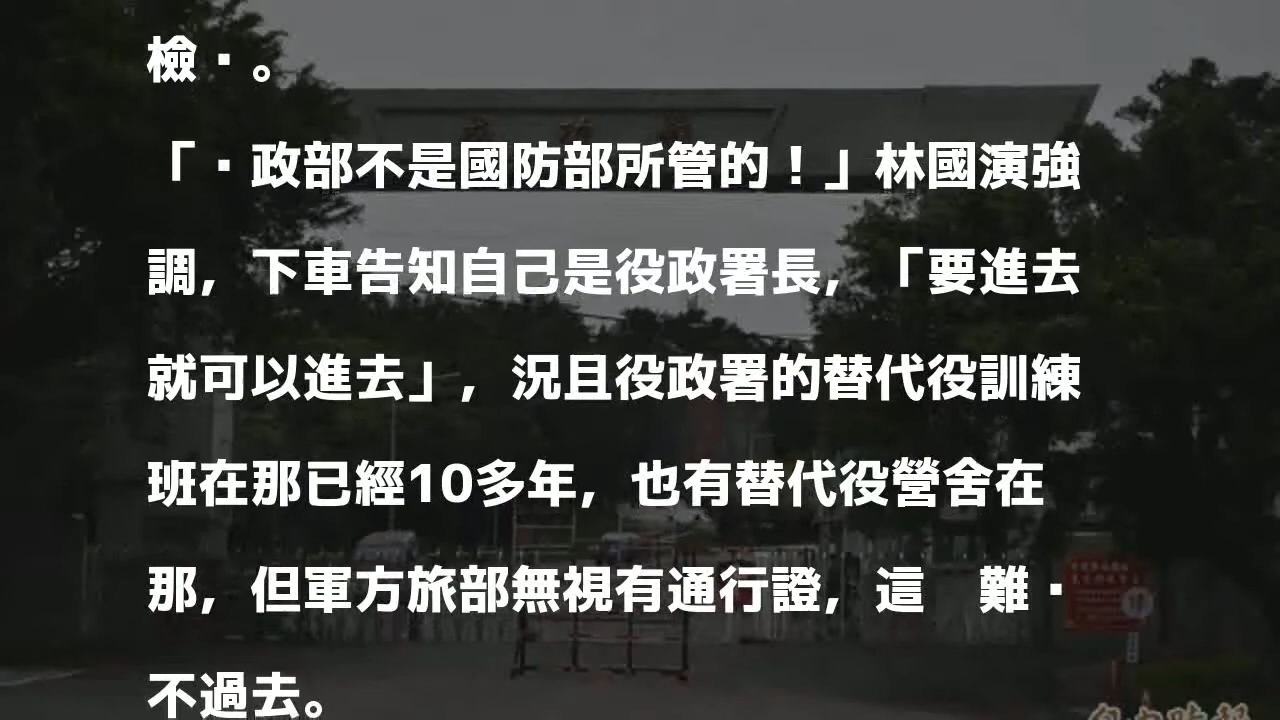 檢▪。
「▪政部不是國防部所管的！」林國演強
調，下車告知自己是役政署長，「要進去
就可以進去」，況且役政署的替代役訓練
班在那已經10多年，也有替代役營舍在
那，但軍方旅部無視有通行證，這　難▪
不過去。